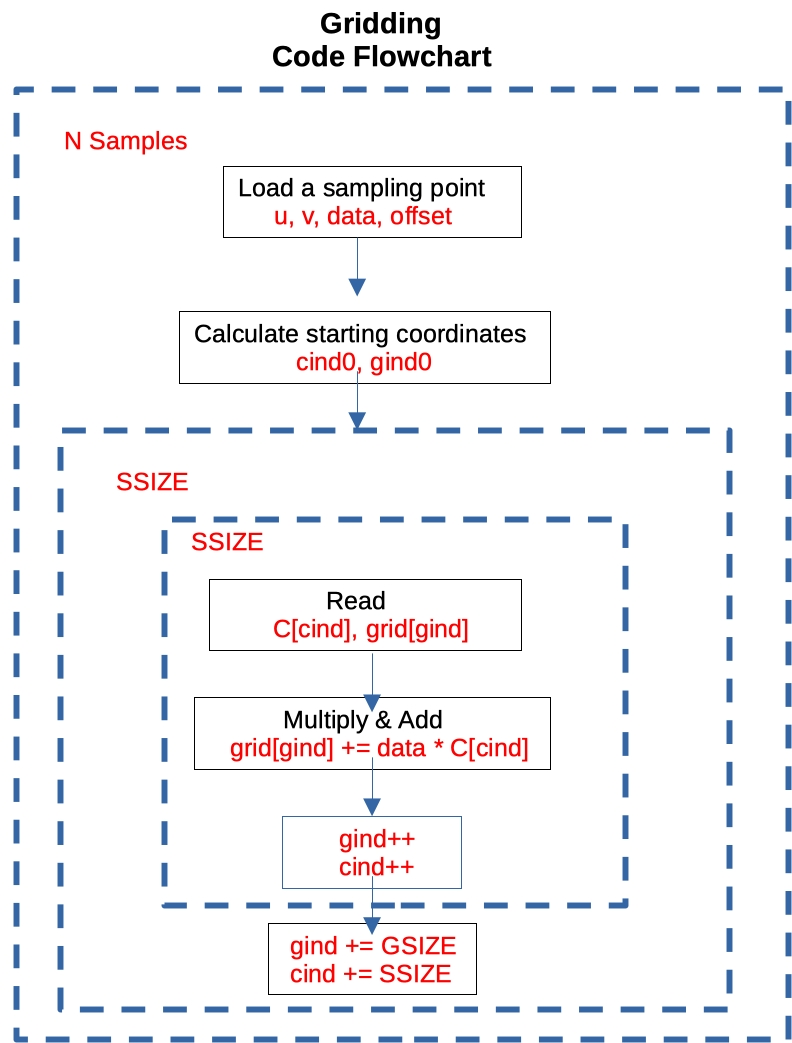 Gridding
Code Flowchart
N Samples
Load a sampling point
u, v, data, offset
Calculate starting coordinates
cind0, gind0
SSIZE
SSIZE
Read
C[cind], grid[gind]
Multiply & Add
grid[gind] += data * C[cind]
gind++
cind++
gind += GSIZE
cind += SSIZE